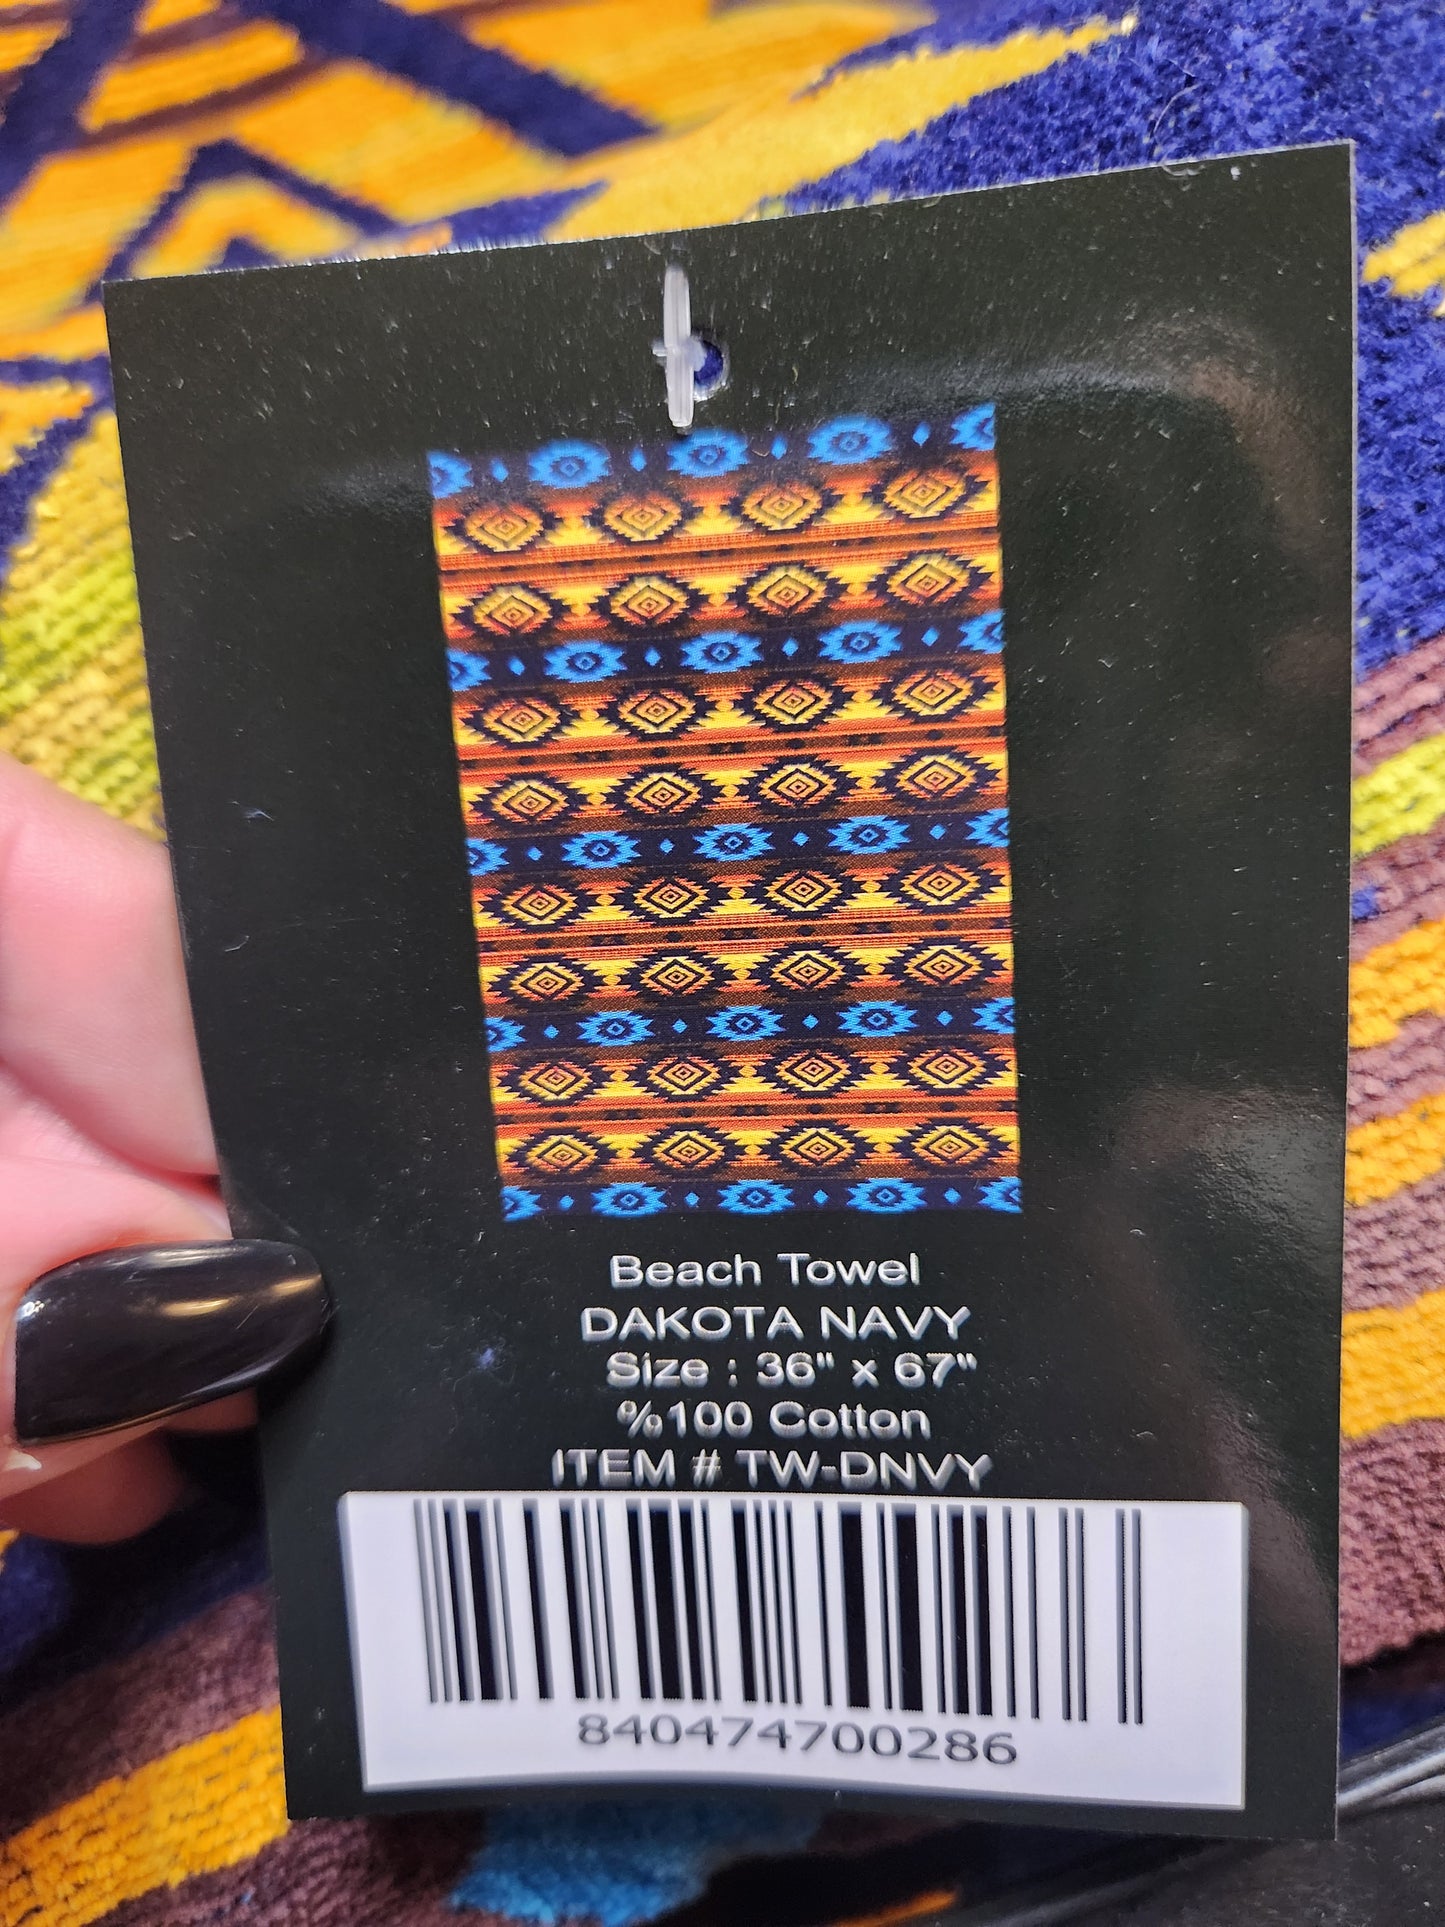 Beach Towel
DAKOTA NAVY
Size : 36" x 67"
%100 Cotton
ITEM # TW-DNVY
840474700286